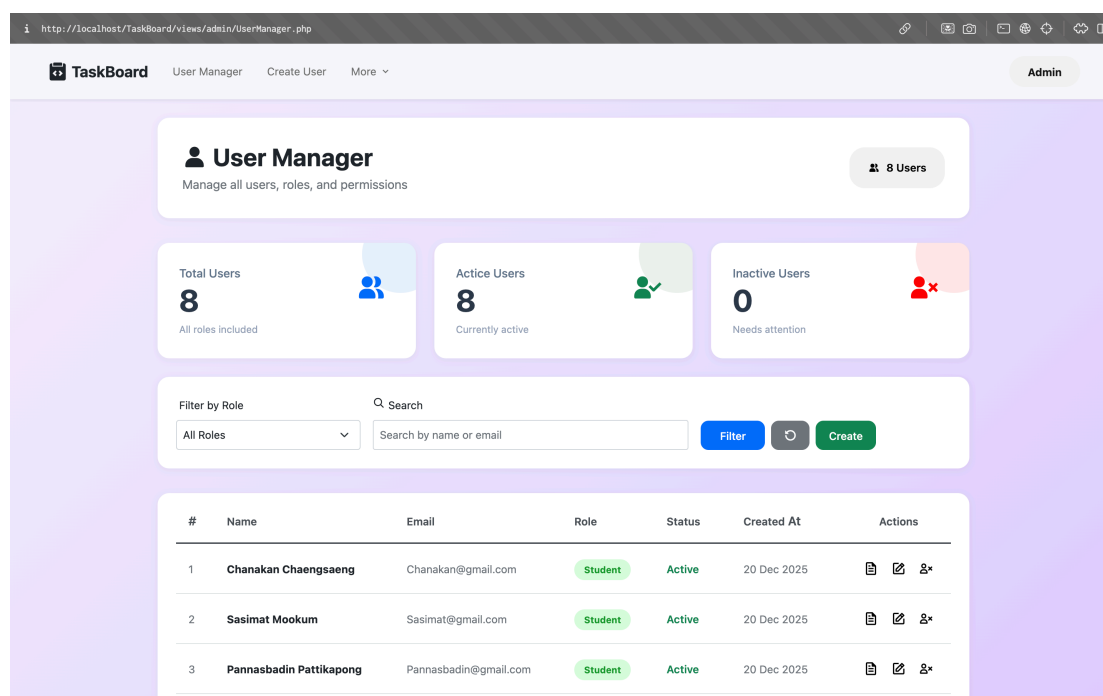 http://localhost/TaskBoard/views/admin/UserManager.php
TaskBoard User Manager Create User More Admin
User Manager
Manage all users, roles, and permissions
8 Users
Total Users
8
All roles included
Actice Users
8
Currently active
Inactive Users
0
Needs attention
Filter by Role
All Roles
Search
Search by name or email
Filter
Create
# Name Email Role Status Created At Actions
1 Chanakan Chaengsaeng Chanakan@gmail.com Student Active 20 Dec 2025
2 Sasimat Mookum Sasimat@gmail.com Student Active 20 Dec 2025
3 Pannasbadin Pattikapong Pannasbadin@gmail.com Student Active 20 Dec 2025